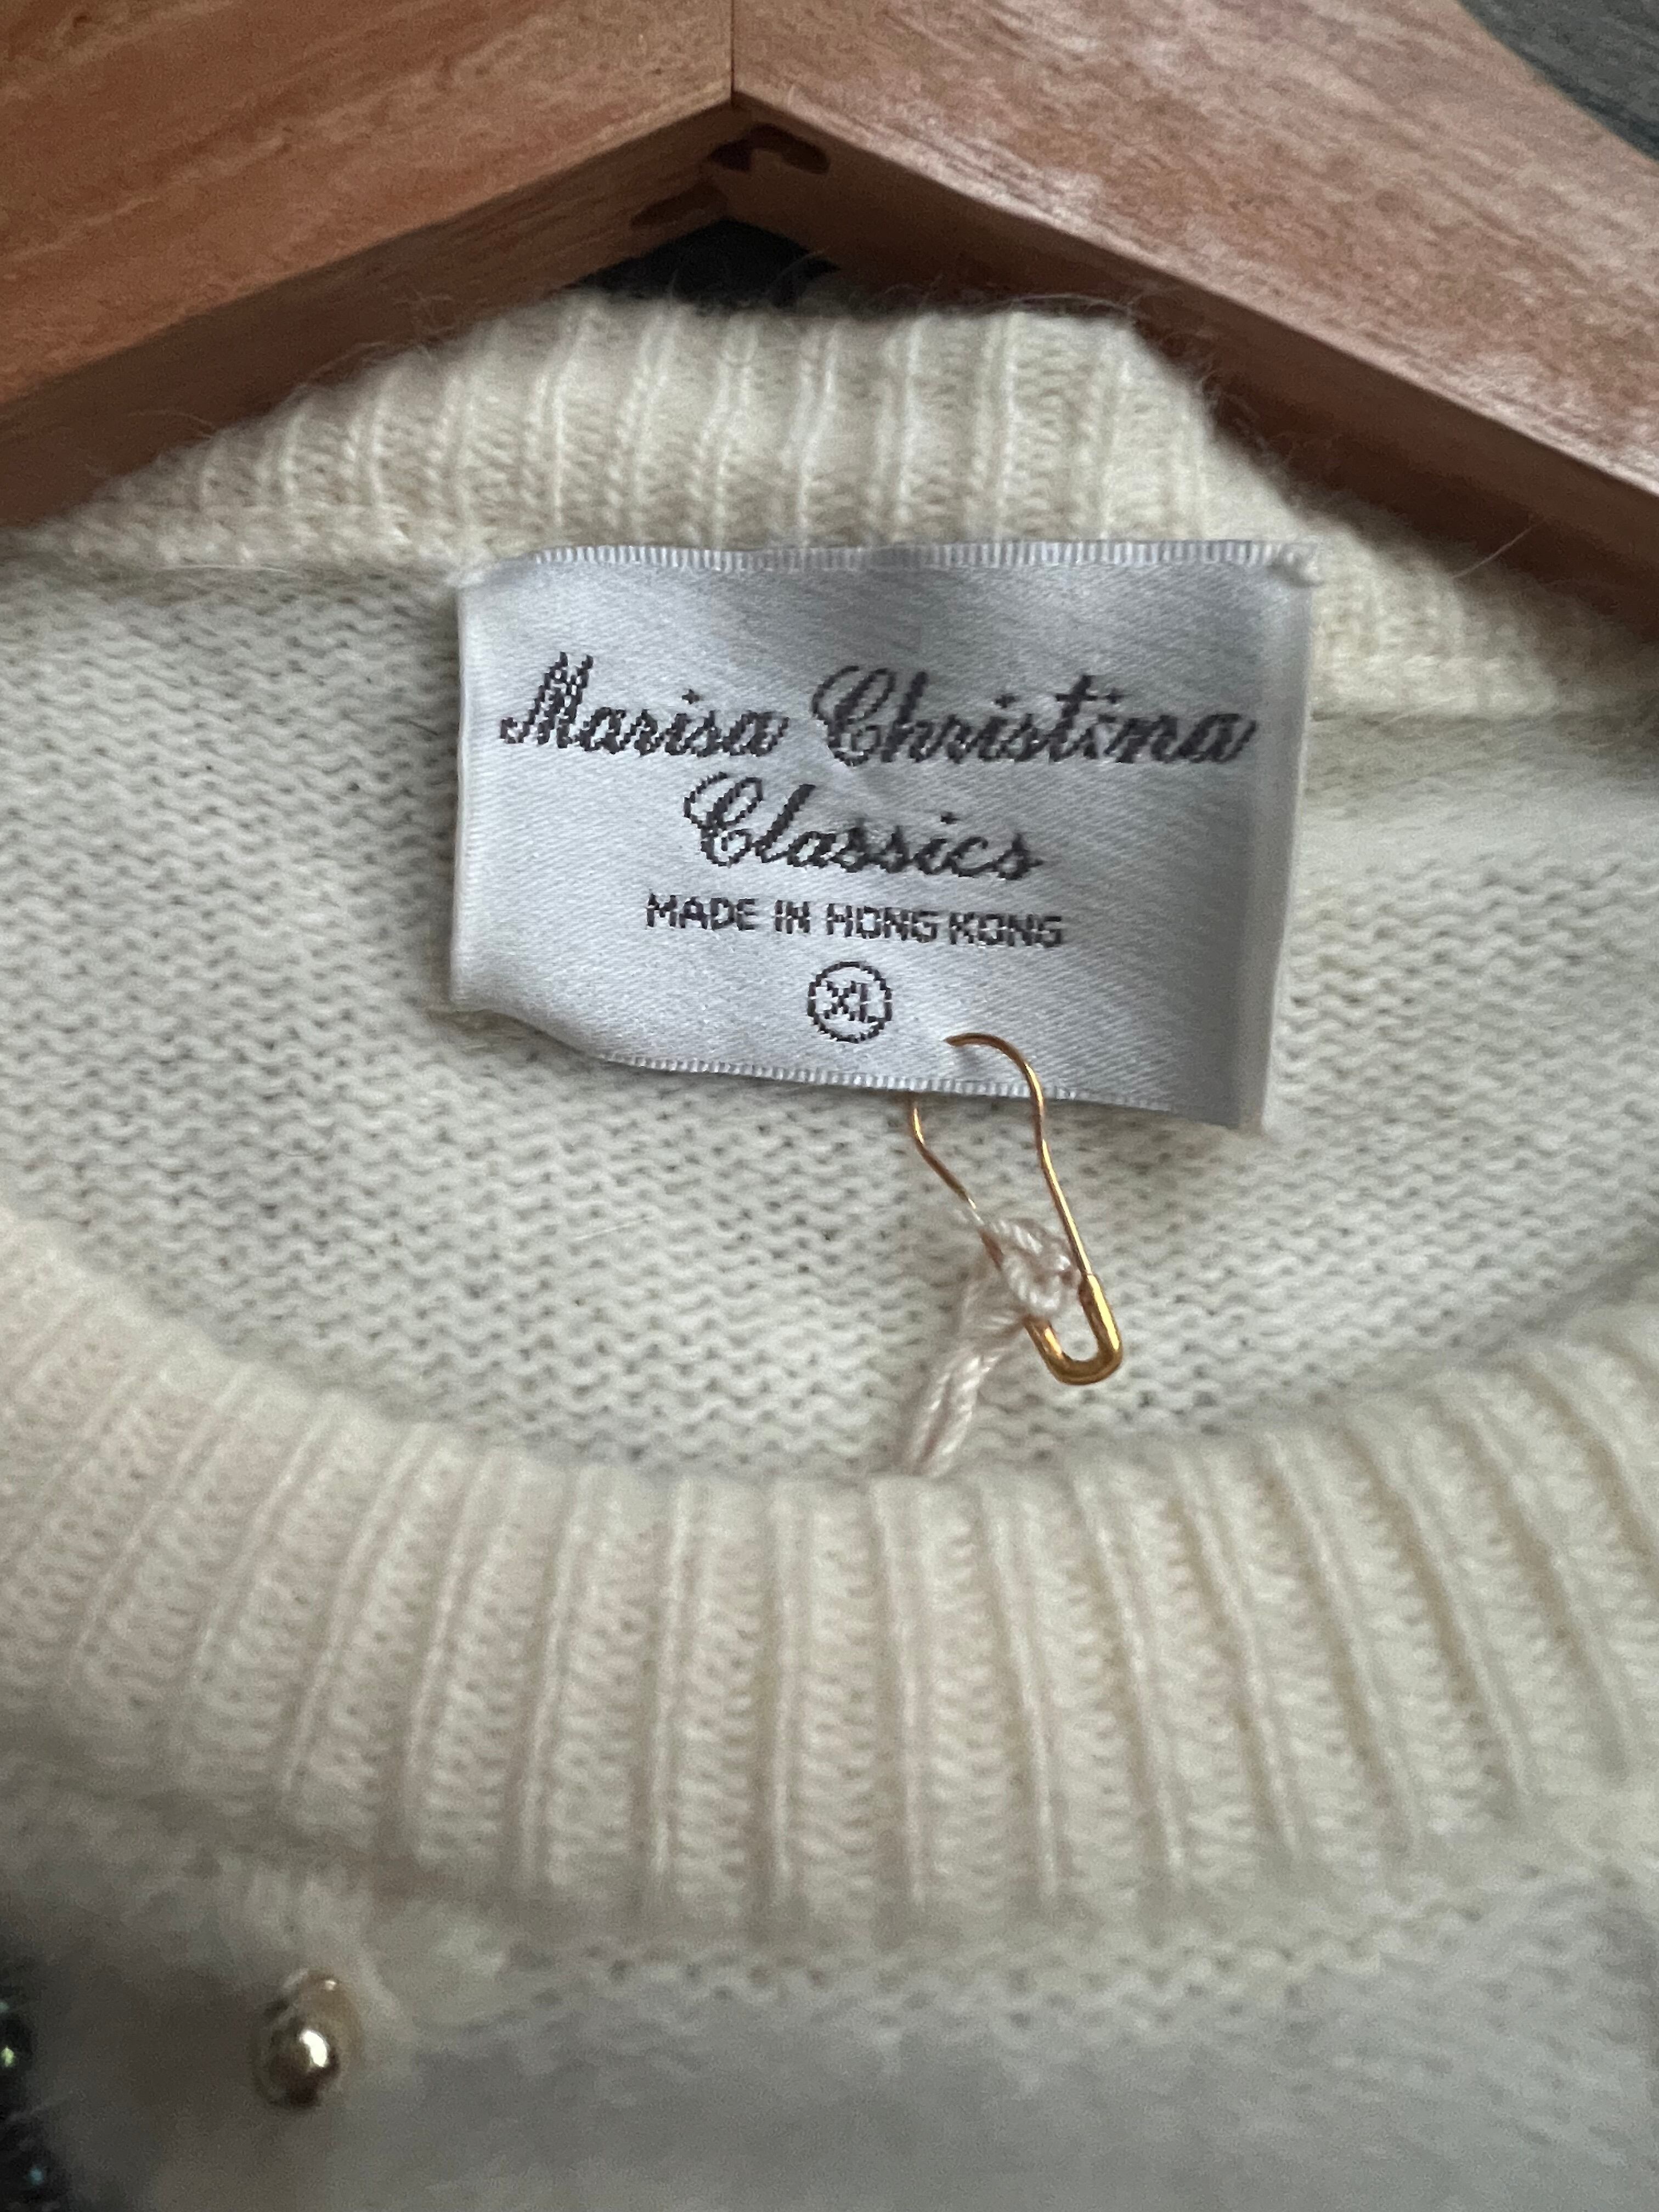 Marisa Christina
Classics
MADE IN HONG KONG
XL